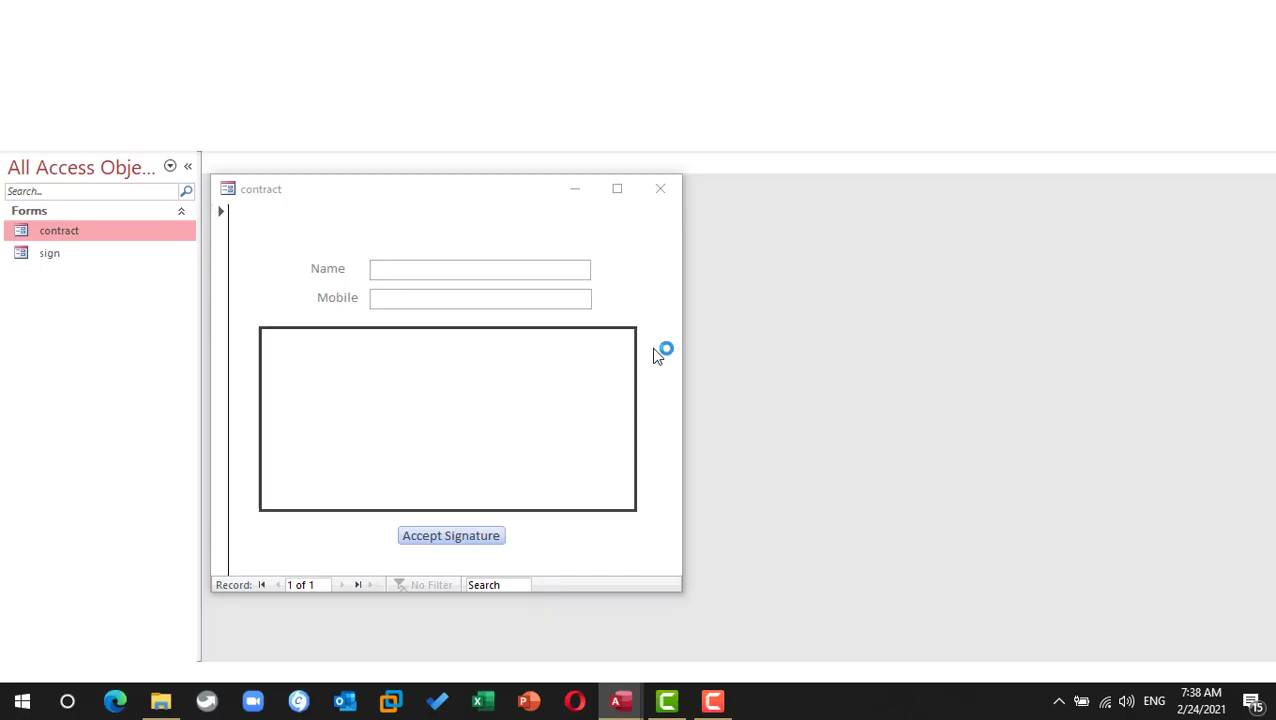 All Access Obje...
Search...
Forms
contract
sign
contract
Name
Mobile
Accept Signature
Record: 1 of 1 No Filter Search
ENG
7:38 AM
2/24/2021
15